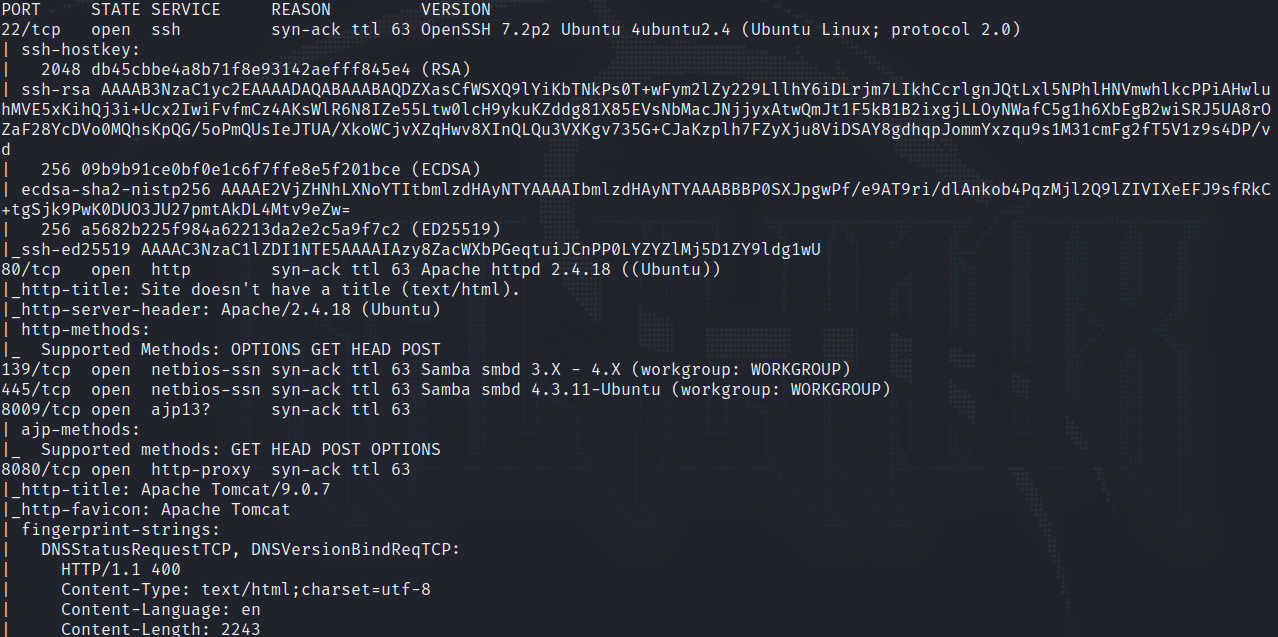 PORT     STATE SERVICE     REASON         VERSION
22/tcp   open  ssh         syn-ack ttl 63 OpenSSH 7.2p2 Ubuntu 4ubuntu2.4 (Ubuntu Linux; protocol 2.0)
| ssh-hostkey:
|   2048 db45cbbe4a8b71f8e93142aefff845e4 (RSA)
| ssh-rsa AAAAB3NzaC1yc2EAAAADAQABAAABAQDZXasCfWSXQ9lYiKbTNkPs0T+wFym2lZy229LllhY6iDLrjm7LIkhCcrlgnJQtLxl5NPhlHNVmwhlkcPPiAHwlu
hMVE5xKihQj3i+Ucx2IwiFvfmCz4AKsWlR6N8IZe55Ltw0lcH9ykuKZddg81X85EVsNbMacJNjjyxAtwQmJt1F5kB1B2ixgjLLOyNWafC5g1h6XbEgB2wiSRJ5UA8rO
ZaF28YcDVo0MQhsKpQG/5oPmQUsIeJTUA/XkoWCjvXZqHwv8XInQLQu3VXKgv735G+CJaKzplh7FZyXju8ViDSAY8gdhqpJommYxzqu9s1M31cmFg2fT5V1z9s4DP/v
d
|   256 09b9b91ce0bf0e1c6f7ffe8e5f201bce (ECDSA)
| ecdsa-sha2-nistp256 AAAAE2VjZHNhLXNoYTItbmlzdHAyNTYAAAAIbmlzdHAyNTYAAABBBP0SXJpgwPf/e9AT9ri/dlAnkob4PqzMjl2Q9lZIVIXeEFJ9sfRkC
+tgSjk9PwK0DUO3JU27pmtAkDL4Mtv9eZw=
|   256 a5682b225f984a62213da2e2c5a9f7c2 (ED25519)
|_ssh-ed25519 AAAAC3NzaC1lZDI1NTE5AAAAIAzy8ZacWXbPGeqtuiJCnPP0LYZYZlMj5D1ZY9ldg1wU
80/tcp   open  http        syn-ack ttl 63 Apache httpd 2.4.18 ((Ubuntu))
|_http-title: Site doesn't have a title (text/html).
|_http-server-header: Apache/2.4.18 (Ubuntu)
| http-methods:
|_  Supported Methods: OPTIONS GET HEAD POST
139/tcp  open  netbios-ssn syn-ack ttl 63 Samba smbd 3.X - 4.X (workgroup: WORKGROUP)
445/tcp  open  netbios-ssn syn-ack ttl 63 Samba smbd 4.3.11-Ubuntu (workgroup: WORKGROUP)
8009/tcp open  ajp13?      syn-ack ttl 63
| ajp-methods:
|_  Supported methods: GET HEAD POST OPTIONS
8080/tcp open  http-proxy  syn-ack ttl 63
|_http-title: Apache Tomcat/9.0.7
|_http-favicon: Apache Tomcat
| fingerprint-strings:
|   DNSStatusRequestTCP, DNSVersionBindReqTCP:
|     HTTP/1.1 400
|     Content-Type: text/html;charset=utf-8
|     Content-Language: en
|     Content-Length: 2243